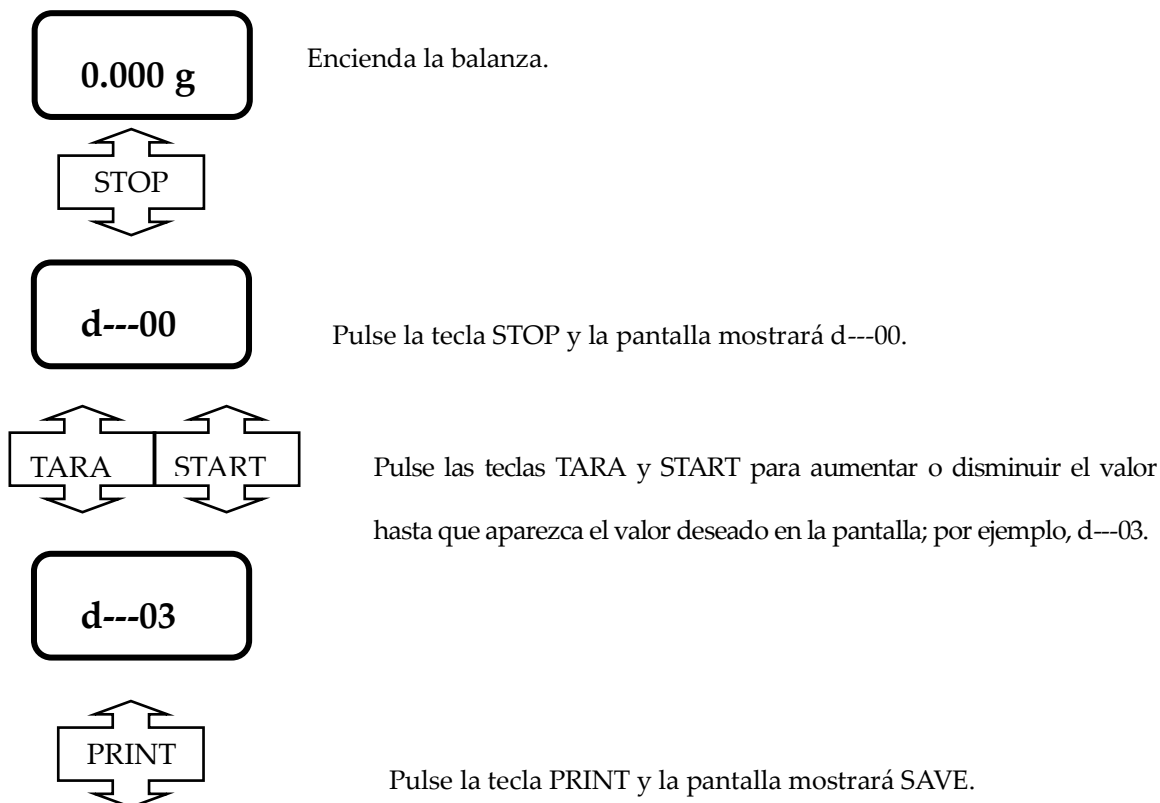 0.000 g
Encienda la balanza.
STOP
d---00
Pulse la tecla STOP y la pantalla mostrará d---00.
TARA
START
Pulse las teclas TARA y START para aumentar o disminuir el valor
hasta que aparezca el valor deseado en la pantalla; por ejemplo, d---03.
d---03
PRINT
Pulse la tecla PRINT y la pantalla mostrará SAVE.